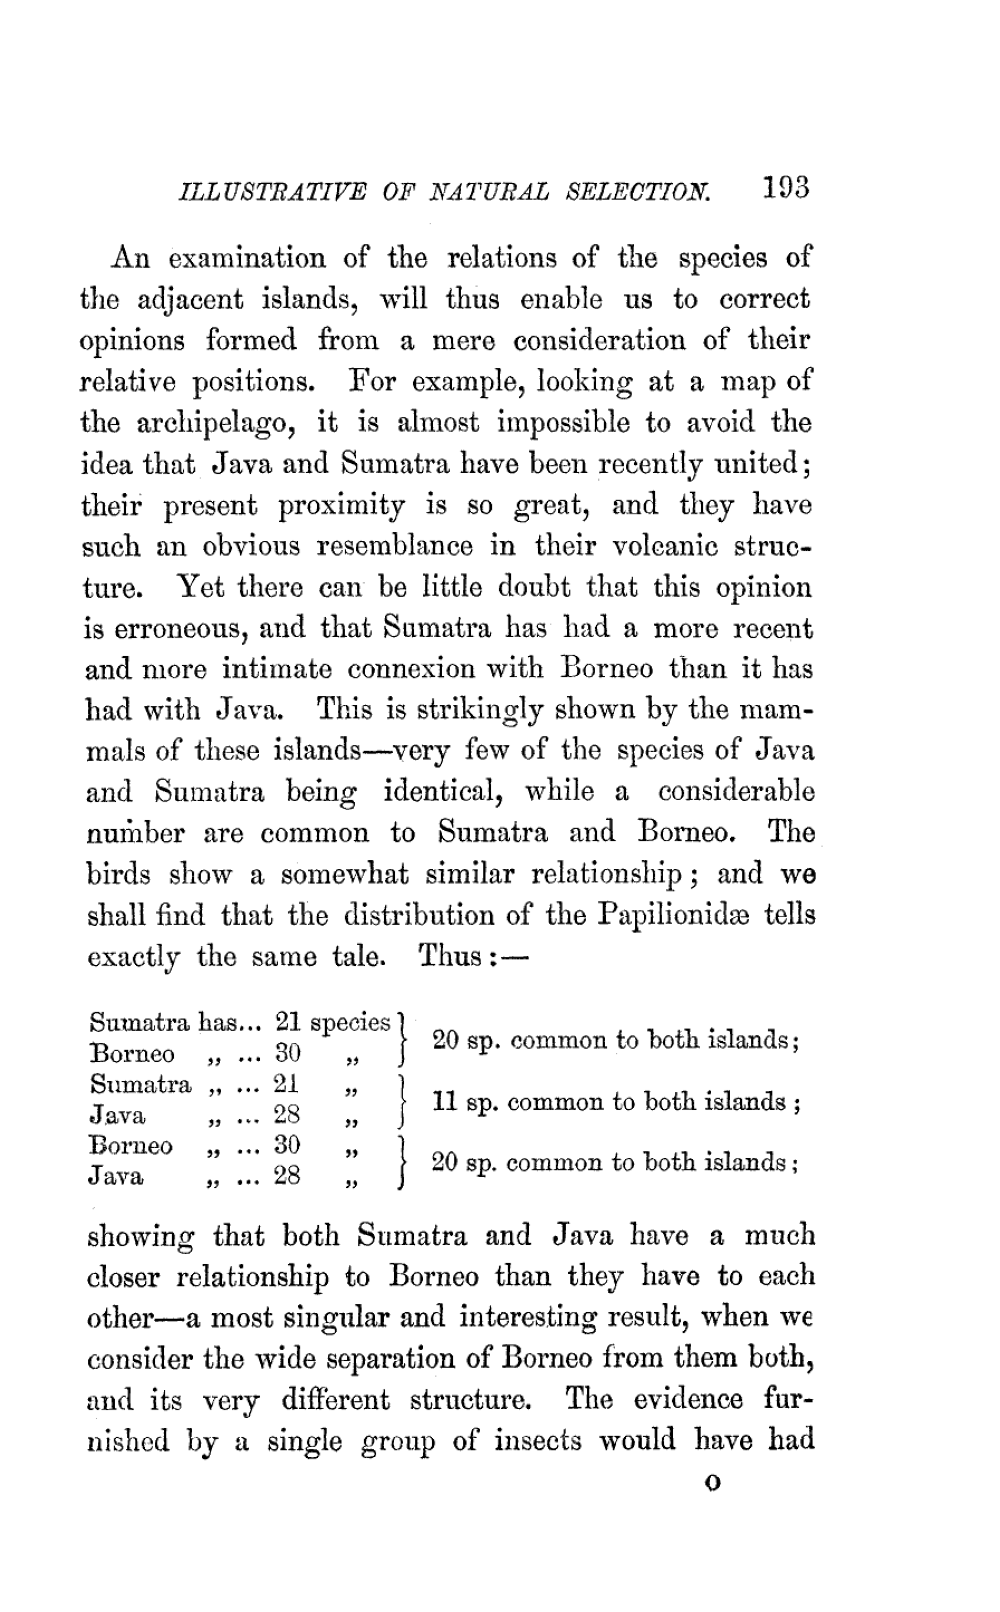 ILLUSTRATIVE OF NATURAL SELECTION. 193
An examination of the relations of the species of
the adjacent islands, will thus enable us to correct
opinions formed from a mere consideration of their
relative positions. For example, looking at a map of
the archipelago, it is almost impossible to avoid the
idea that Java and Sumatra have been recently united;
their present proximity is so great, and they have
such an obvious resemblance in their volcanic struc-
ture. Yet there can be little doubt that this opinion
is erroneous, and that Sumatra has had a more recent
and more intimate connexion with Borneo than it has
had with Java. This is strikingly shown by the mam-
mals of these islands—very few of the species of Java
and Sumatra being identical, while a considerable
number are common to Sumatra and Borneo. The
birds show a somewhat similar relationship; and we
shall find that the distribution of the Papilionidæ tells
exactly the same tale. Thus:—
Sumatra has... 21 species
Borneo „ ... 30 „
20 sp. common to both islands;
Sumatra „ ... 21 „
Java „ ... 28 „
11 sp. common to both islands;
Borneo „ ... 30 „
Java „ ... 28 „
20 sp. common to both islands;
showing that both Sumatra and Java have a much
closer relationship to Borneo than they have to each
other—a most singular and interesting result, when we
consider the wide separation of Borneo from them both,
and its very different structure. The evidence fur-
nished by a single group of insects would have had
O